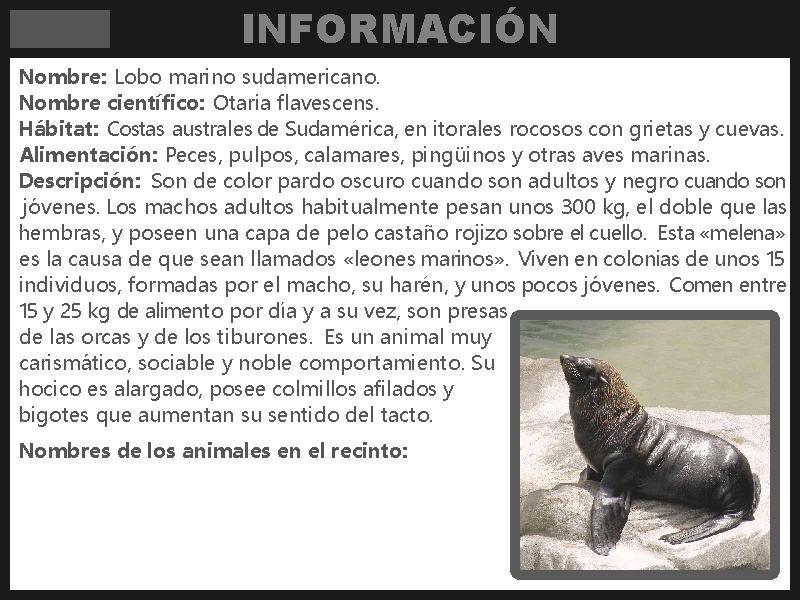 INFORMACIÓN
Nombre: Lobo marino sudamericano.
Nombre científico: Otaria flavescens.
Hábitat: Costas australes de Sudamérica, en itorales rocosos con grietas y cuevas.
Alimentación: Peces, pulpos, calamares, pingüinos y otras aves marinas.
Descripción: Son de color pardo oscuro cuando son adultos y negro cuando son
jóvenes. Los machos adultos habitualmente pesan unos 300 kg, el doble que las
hembras, y poseen una capa de pelo castaño rojizo sobre el cuello. Esta «melena»
es la causa de que sean llamados «leones marinos». Viven en colonias de unos 15
individuos, formadas por el macho, su harén, y unos pocos jóvenes. Comen entre
15 y 25 kg de alimento por día y a su vez, son presas
de las orcas y de los tiburones. Es un animal muy
carismático, sociable y noble comportamiento. Su
hocico es alargado, posee colmillos afilados y
bigotes que aumentan su sentido del tacto.
Nombres de los animales en el recinto: